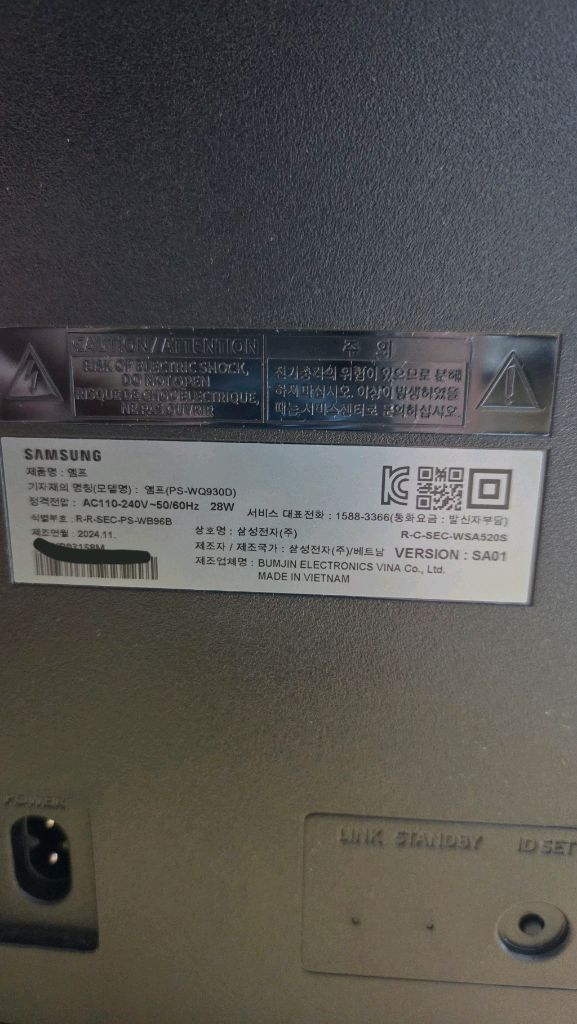 CAUTION/ATTENTION
RISK OF ELECTRIC SHOCK,
DO NOT OPEN
RISQUE DE CHOC ELECTRIQUE,
NE PAS OUVRIR
주 의
전기충격의 위험이 있으므로 분해
하지 마십시오. 이상이 발생하였을
때는 서비스센터로 문의하십시오.
SAMSUNG
제품명 : 앰프
기자재의 명칭(모델명) : 앰프(PS-WQ930D)
정격전압 : AC110-240V~50/60Hz 28W
식별부호 : R-R-SEC-PS-WB96B
제조연월 : 2024.11.
서비스 대표전화 : 1588-3366(통화요금 : 발신자부담)
상호명 : 삼성전자(주)
R-C-SEC-WSA520S
제조자 / 제조국가 : 삼성전자(주)/베트남
VERSION : SA01
제조업체명 : BUMJIN ELECTRONICS VINA Co., Ltd.
MADE IN VIETNAM
POWER
LINK STANDBY ID SET